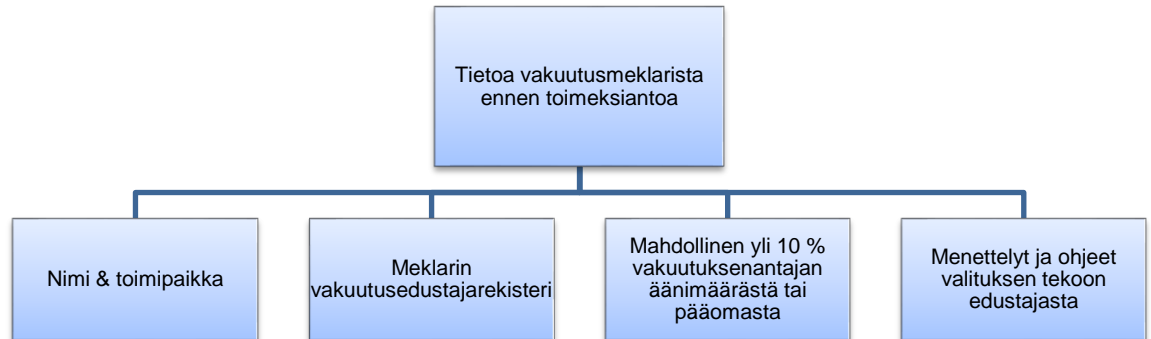 Tietoa vakuutusmeklarista
ennen toimeksiantoa
Nimi & toimipaikka
Meklarin
vakuutusedustajarekisteri
Mahdollinen yli 10 %
vakuutuksenantajan
äänimäärästä tai
pääomasta
Menettelyt ja ohjeet
valituksen tekoon
edustajasta